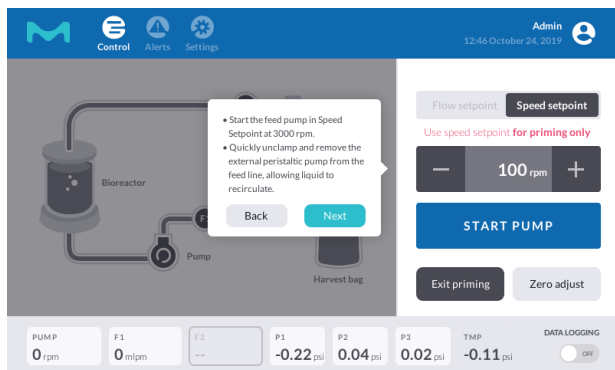 Control
Alerts
Settings
Admin
12:46 October 24, 2019
• Start the feed pump in Speed
Setpoint at 3000 rpm.
• Quickly unclamp and remove the
external peristaltic pump from the
feed line, allowing liquid to
recirculate.
Back
Next
Bioreactor
F1
Pump
Harvest bag
Flow setpoint
Speed setpoint
Use speed setpoint for priming only
− 100 rpm +
START PUMP
Exit priming
Zero adjust
PUMP
0 rpm
F1
0 mlpm
F2
--
P1
-0.22 psi
P2
0.04 psi
P3
0.02 psi
TMP
-0.11 psi
DATA LOGGING
OFF